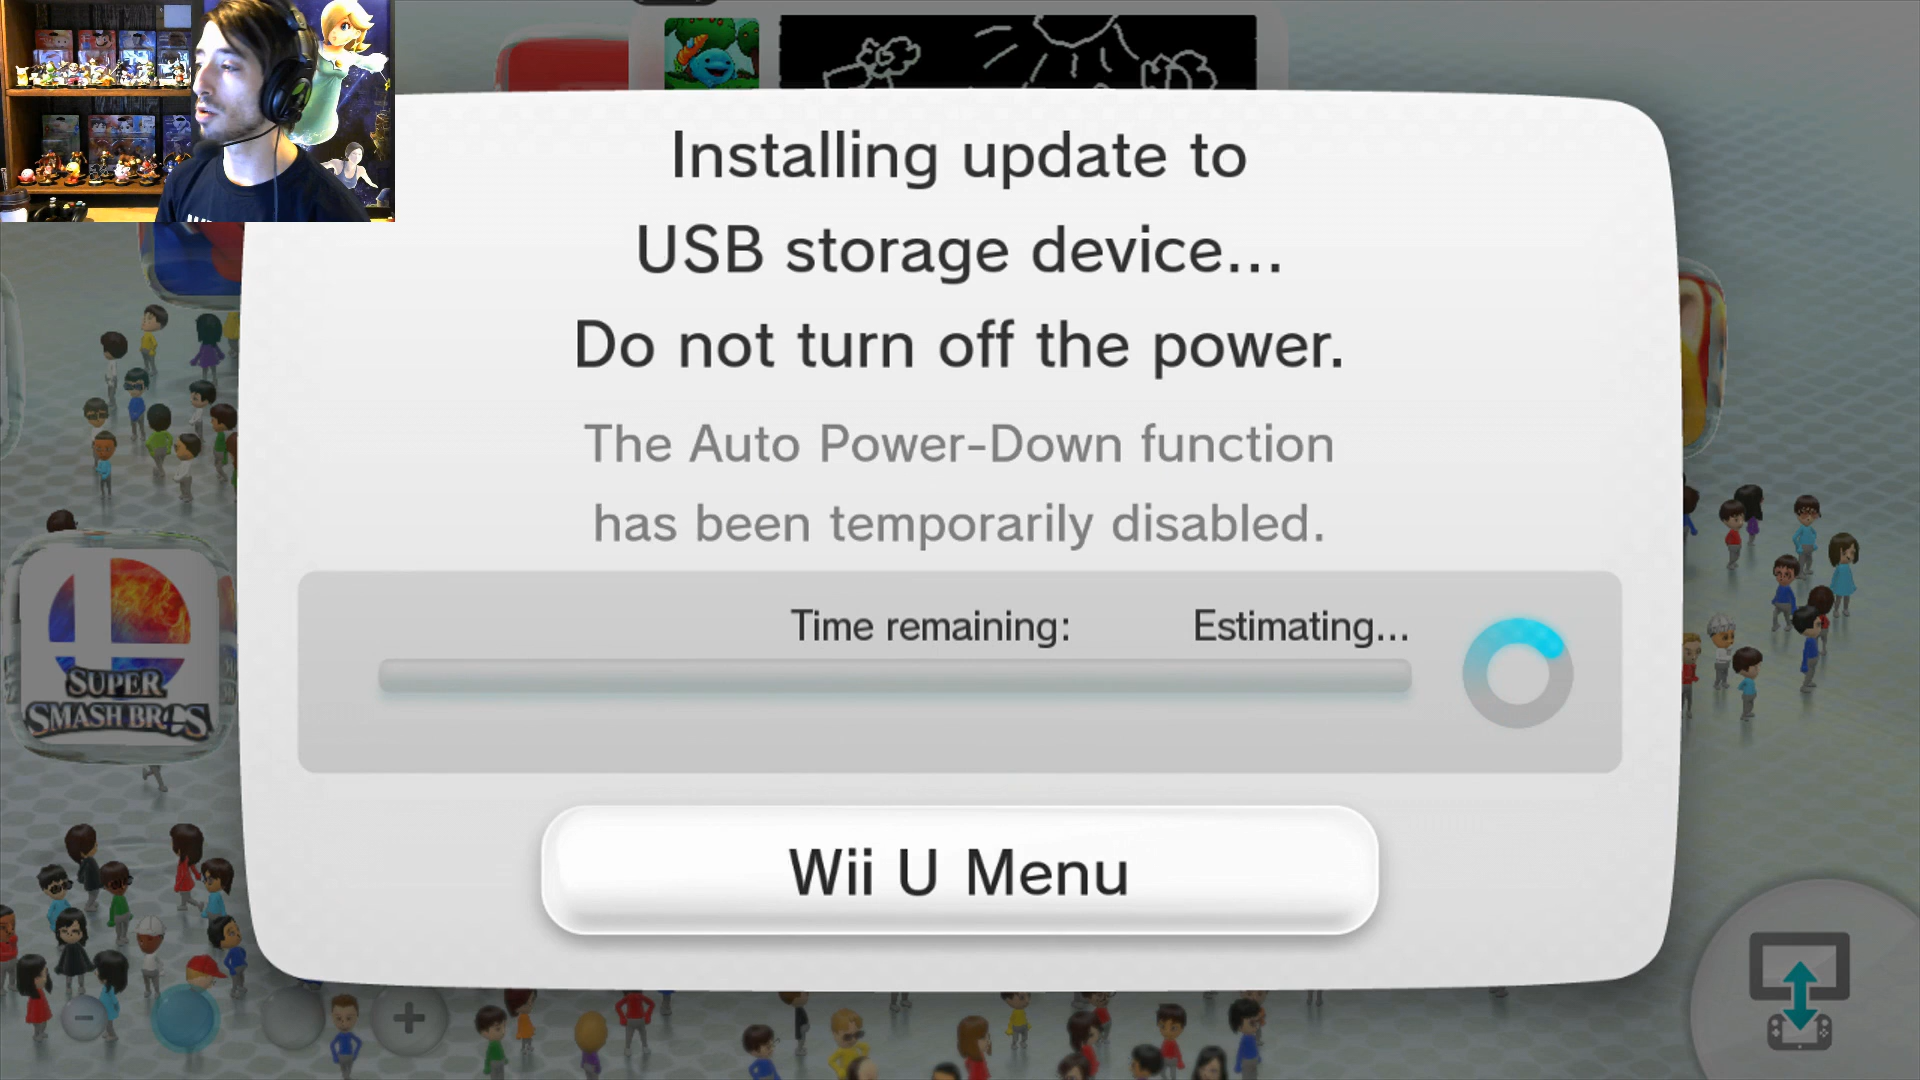 Installing update to
USB storage device...
Do not turn off the power.
The Auto Power-Down function
has been temporarily disabled.
Time remaining: Estimating...
SUPER
SMASH BROS.
Wii U Menu